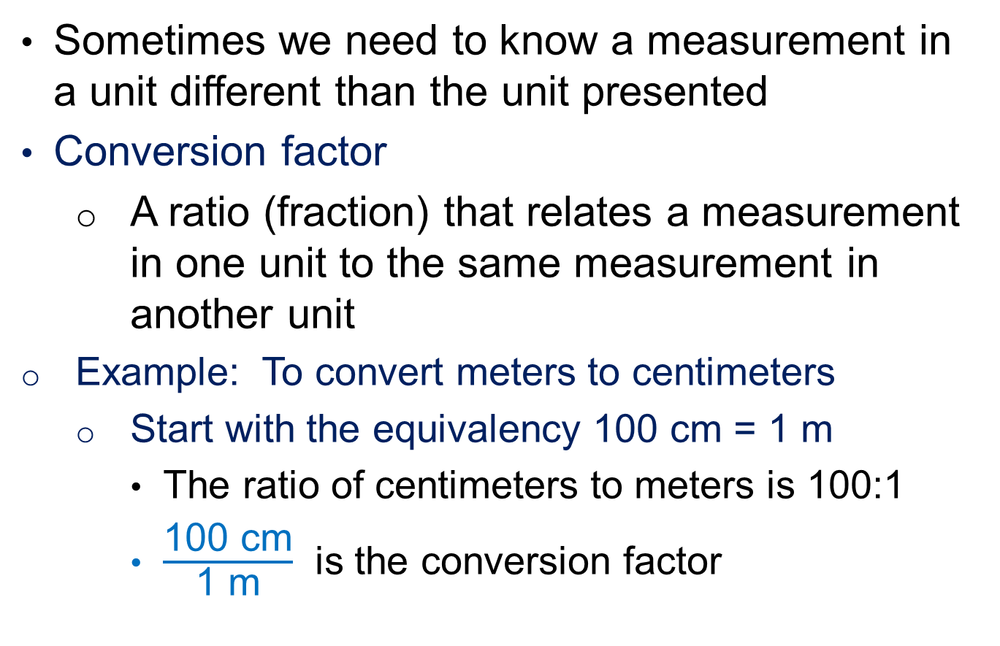 • Sometimes we need to know a measurement in
a unit different than the unit presented
• Conversion factor
o A ratio (fraction) that relates a measurement
in one unit to the same measurement in
another unit
o Example: To convert meters to centimeters
o Start with the equivalency 100 cm = 1 m
• The ratio of centimeters to meters is 100:1
100 cm
• is the conversion factor
1 m